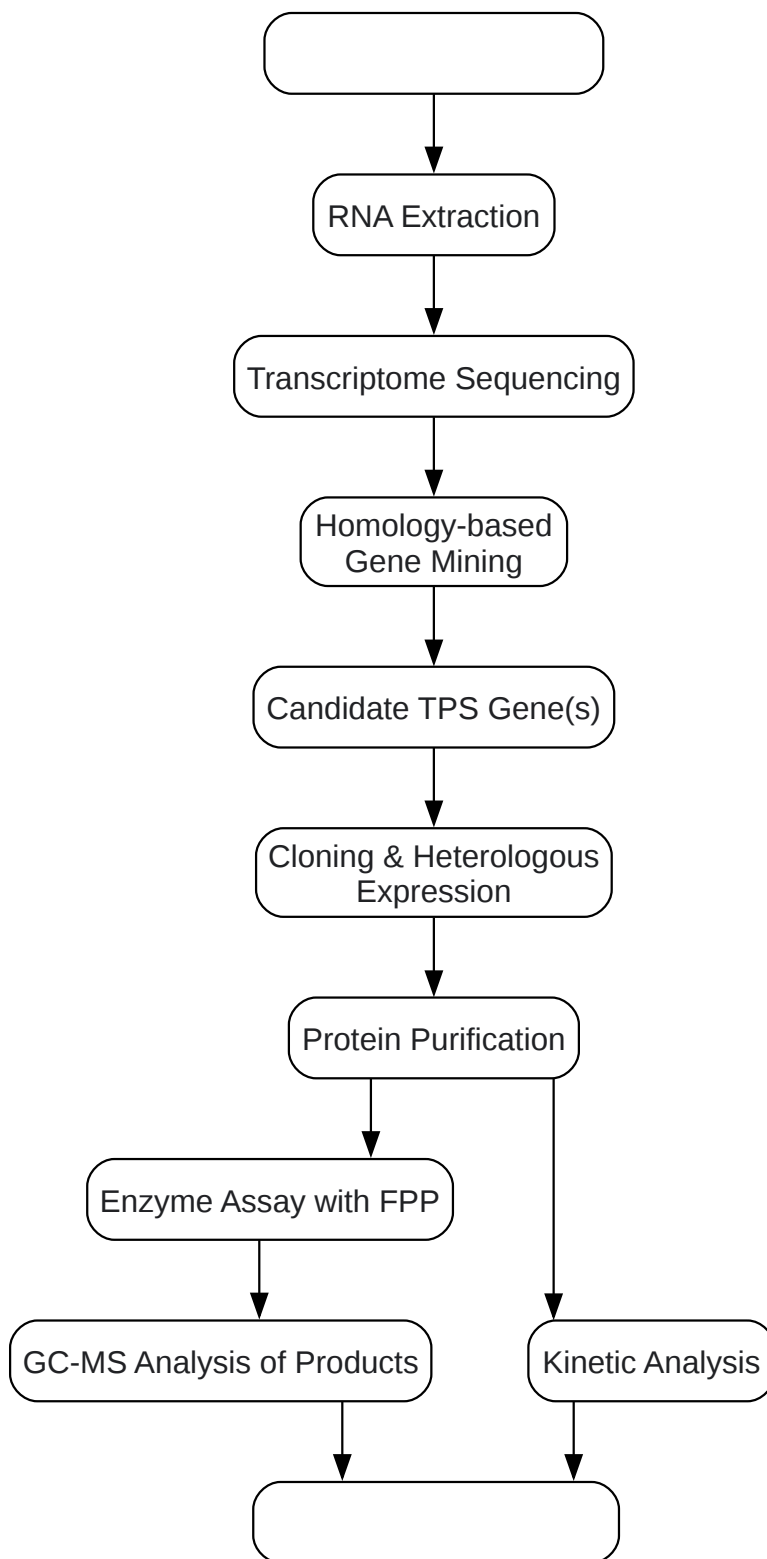 RNA Extraction
Transcriptome Sequencing
Homology-based
Gene Mining
Candidate TPS Gene(s)
Cloning & Heterologous
Expression
Protein Purification
Enzyme Assay with FPP
GC-MS Analysis of Products
Kinetic Analysis